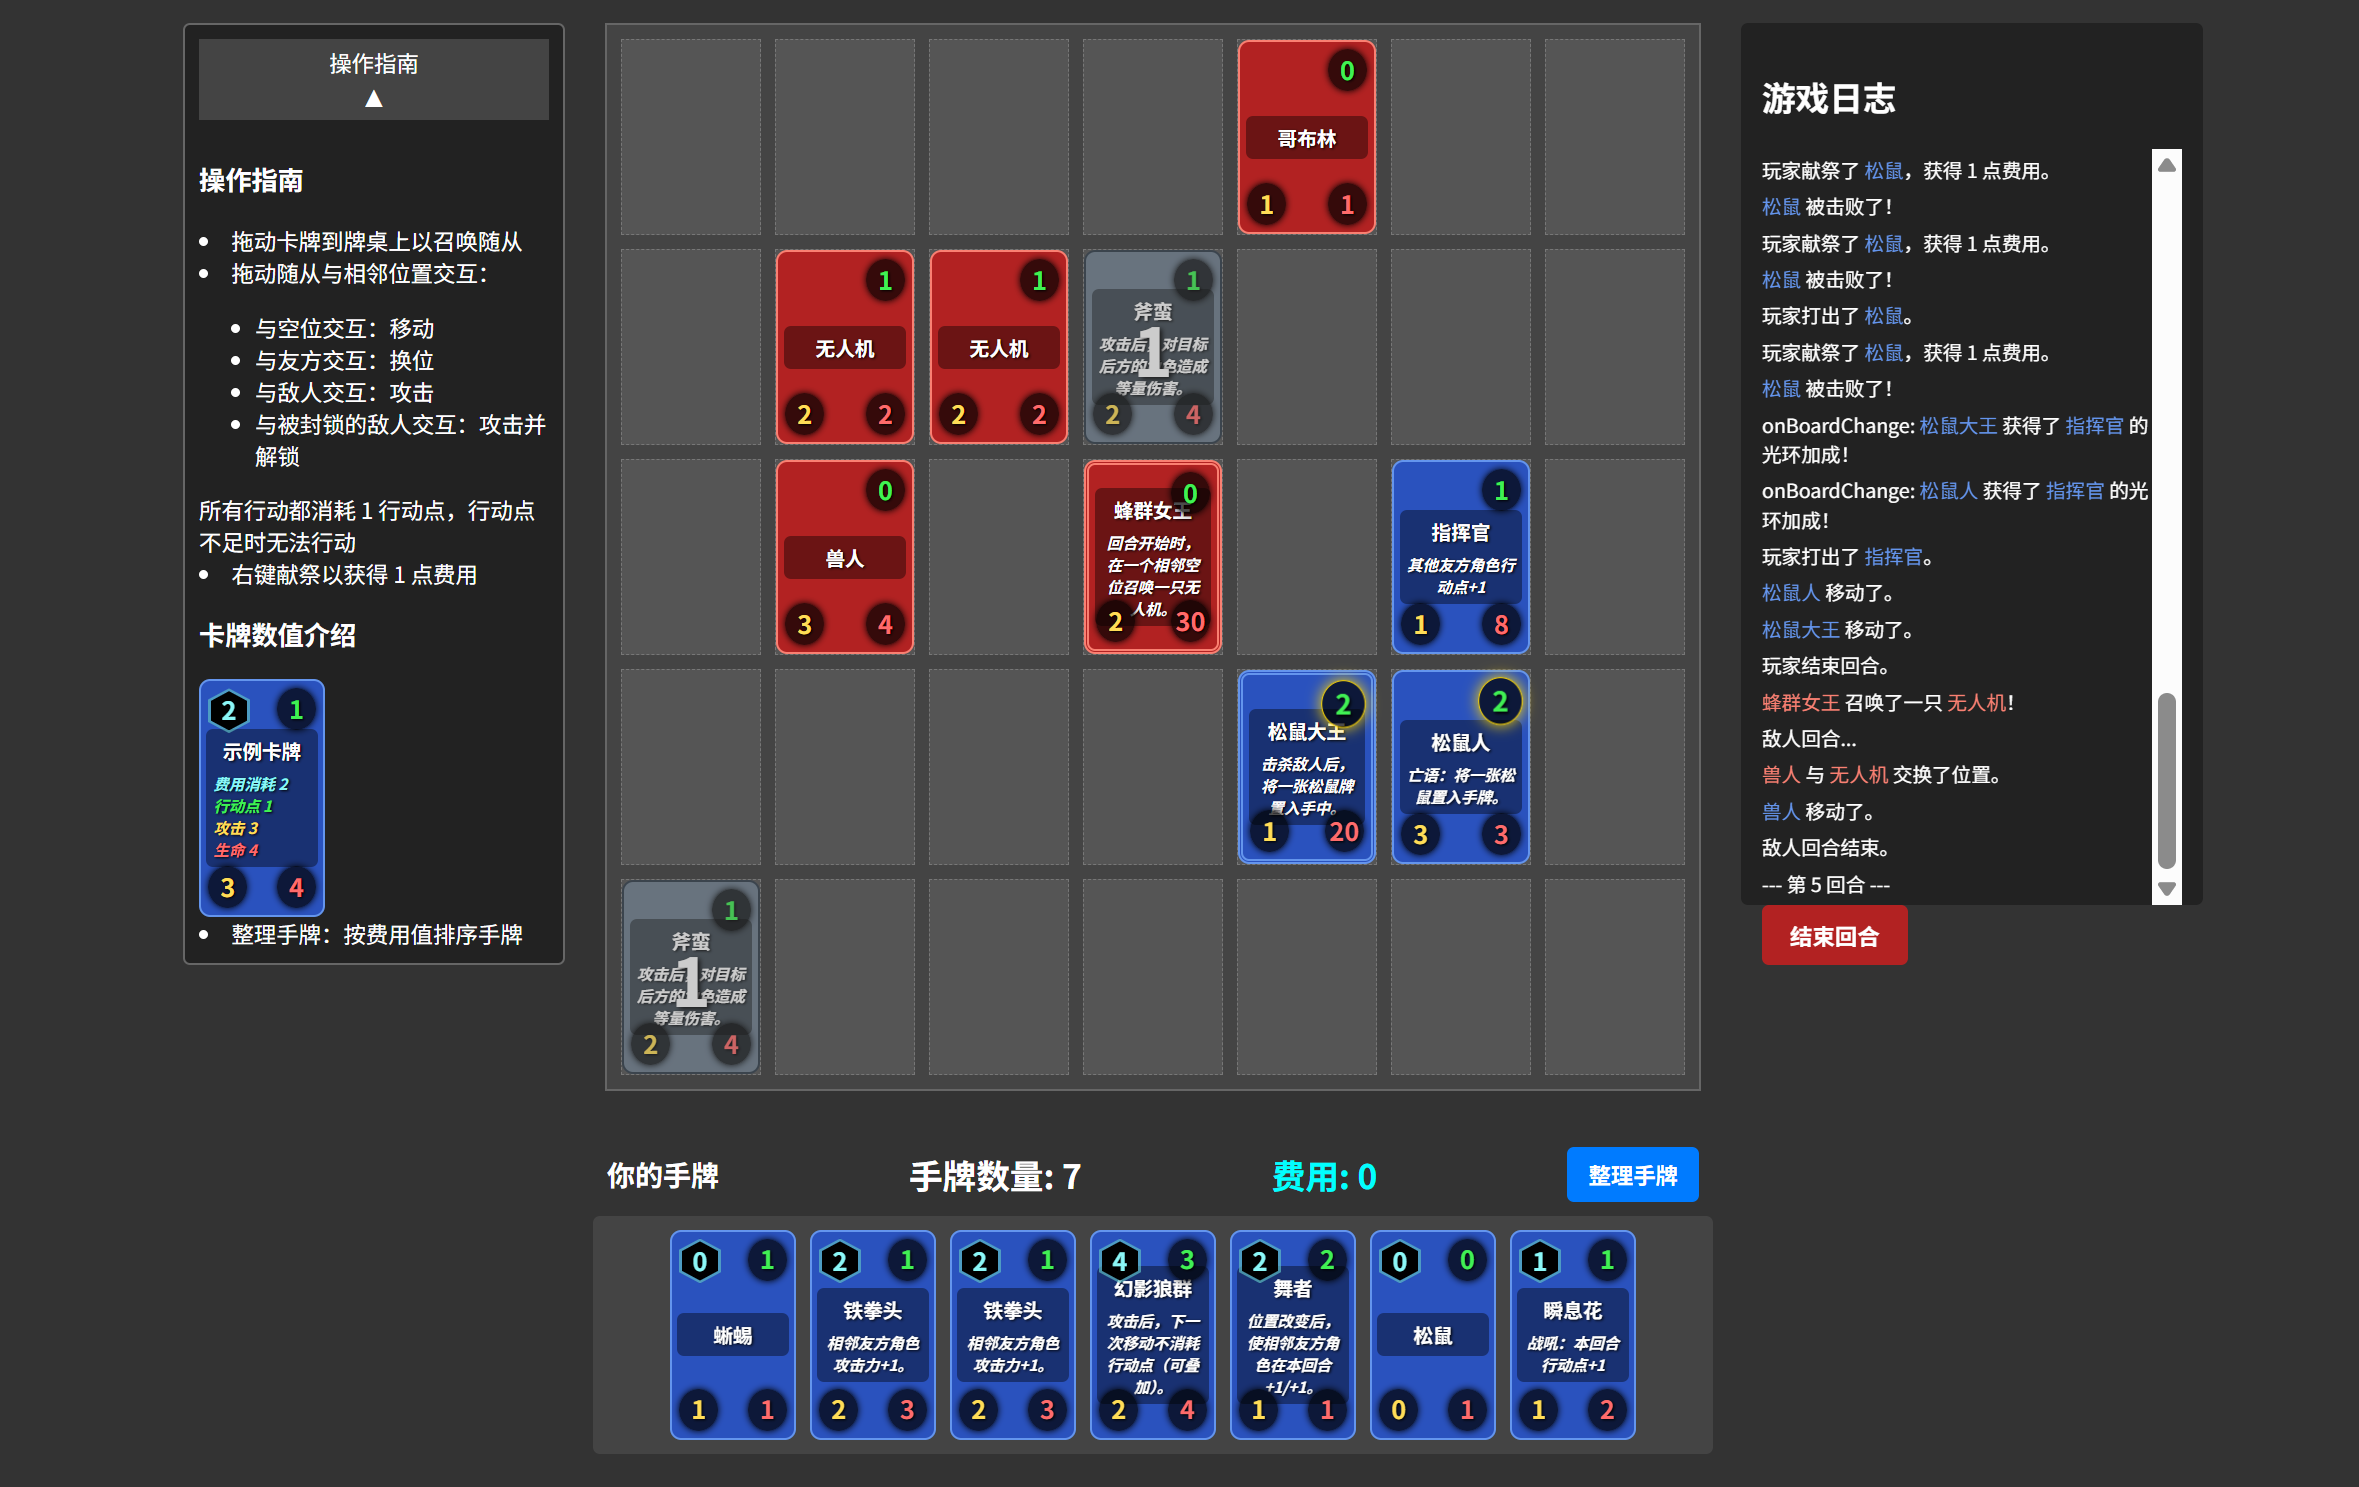 操作指南
▲
操作指南
拖动卡牌到牌桌上以召唤随从
拖动随从与相邻位置交互：
与空位交互：移动
与友方交互：换位
与敌人交互：攻击
与被封锁的敌人交互：攻击并
解锁
所有行动都消耗 1 行动点，行动点
不足时无法行动
右键献祭以获得 1 点费用
卡牌数值介绍
2 1
示例卡牌
费用消耗 2
行动点 1
攻击 3
生命 4
3 4
整理手牌：按费用值排序手牌
0
哥布林
1 1
1
无人机
2 2
1
无人机
2 2
1
斧蛮
攻击后，对目标
后方的角色造成
等量伤害。
1
2 4
0
兽人
3 4
0
蜂群女王
回合开始时，
在一个相邻空
位召唤一只无
人机。
2 30
1
指挥官
其他友方角色行
动点+1
1 8
2
松鼠大王
击杀敌人后，
将一张松鼠牌
置入手中。
1 20
2
松鼠人
亡语：将一张松
鼠置入手牌。
3 3
1
斧蛮
攻击后，对目标
后方的角色造成
等量伤害。
1
2 4
游戏日志
玩家献祭了 松鼠，获得 1 点费用。
松鼠 被击败了！
玩家献祭了 松鼠，获得 1 点费用。
松鼠 被击败了！
玩家打出了 松鼠。
玩家献祭了 松鼠，获得 1 点费用。
松鼠 被击败了！
onBoardChange: 松鼠大王 获得了 指挥官 的
光环加成！
onBoardChange: 松鼠人 获得了 指挥官 的光
环加成！
玩家打出了 指挥官。
松鼠人 移动了。
松鼠大王 移动了。
玩家结束回合。
蜂群女王 召唤了一只 无人机！
敌人回合...
兽人 与 无人机 交换了位置。
兽人 移动了。
敌人回合结束。
--- 第 5 回合 ---
结束回合
你的手牌
手牌数量: 7
费用: 0
整理手牌
0 1
蜥蜴
1 1
2 1
铁拳头
相邻友方角色
攻击力+1。
2 3
2 1
铁拳头
相邻友方角色
攻击力+1。
2 3
4 3
幻影狼群
攻击后，下一
次移动不消耗
行动点（可叠
加）。
2 4
2 2
舞者
位置改变后，
使相邻友方角
色在本回合
+1/+1。
1 1
0 0
松鼠
0 1
1 1
瞬息花
战吼：本回合
行动点+1
1 2